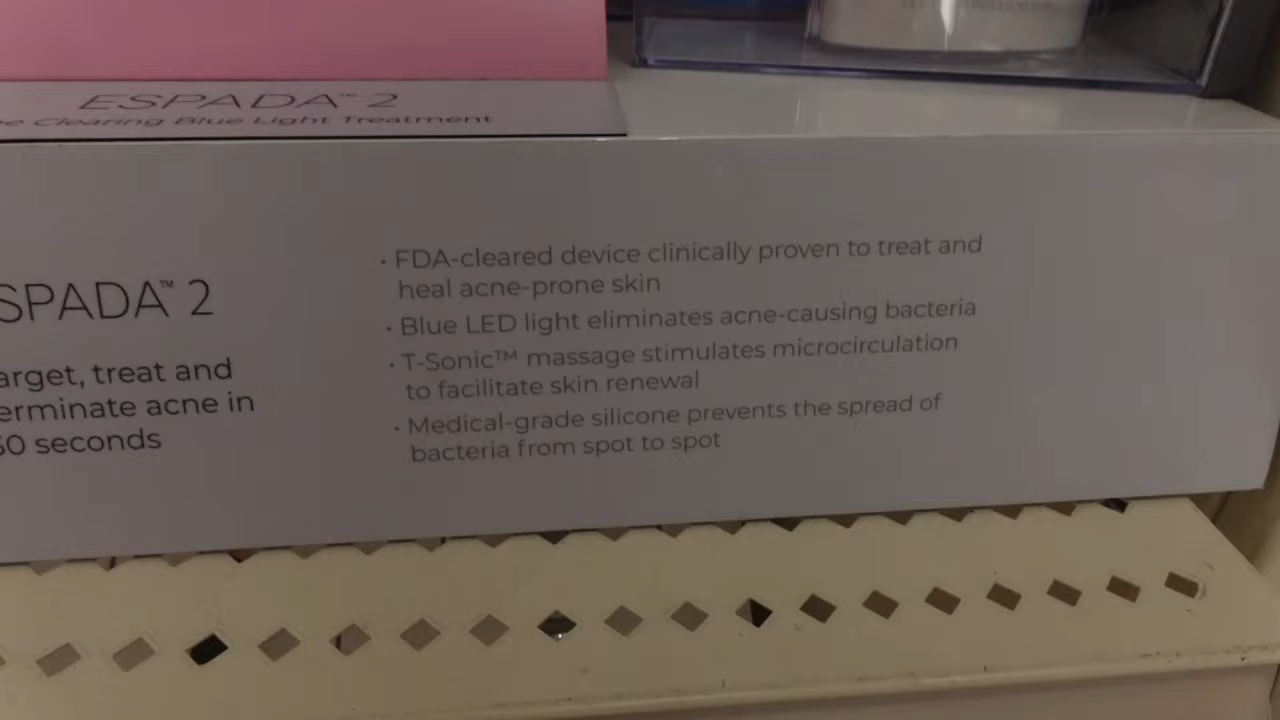 ESPADA™ 2
Clearing Blue Light Treatment
SPADA™ 2
arget, treat and
erminate acne in
seconds
• FDA-cleared device clinically proven to treat and
heal acne-prone skin
• Blue LED light eliminates acne-causing bacteria
• T-Sonic™ massage stimulates microcirculation
to facilitate skin renewal
• Medical-grade silicone prevents the spread of
bacteria from spot to spot